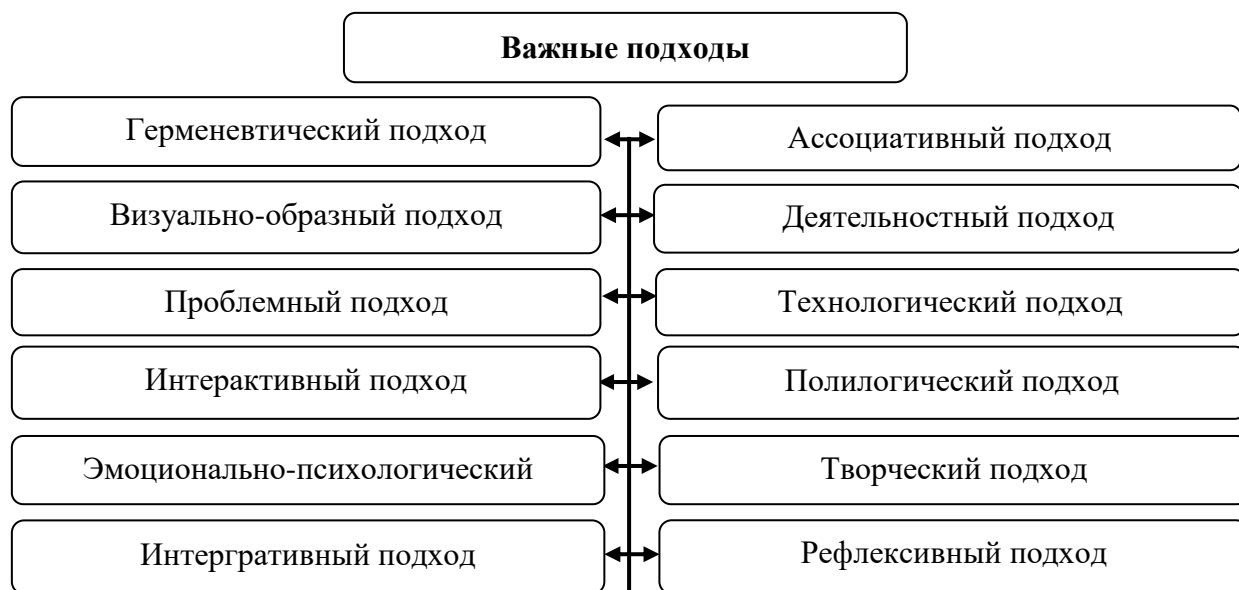 Важные подходы
Герменевтический подход
Ассоциативный подход
Визуально-образный подход
Деятельностный подход
Проблемный подход
Технологический подход
Интерактивный подход
Полилогический подход
Эмоционально-психологический
Творческий подход
Интергративный подход
Рефлексивный подход